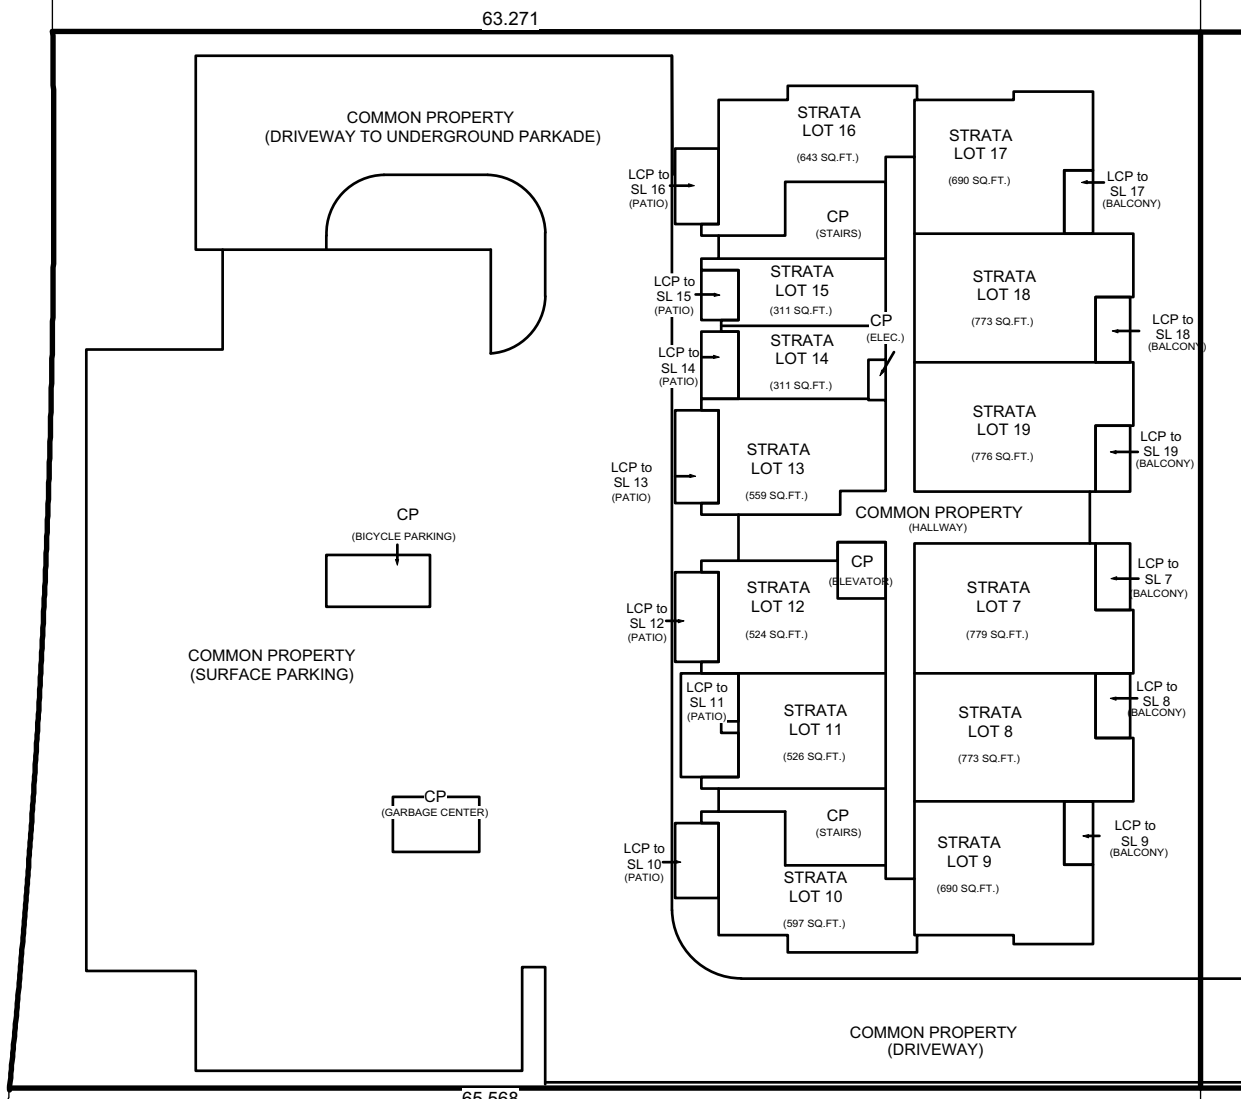 63.271
COMMON PROPERTY
(DRIVEWAY TO UNDERGROUND PARKADE)
STRATA
LOT 16
(643 SQ.FT.)
STRATA
LOT 17
(690 SQ.FT.)
LCP to
SL 16
(PATIO)
LCP to
SL 17
(BALCONY)
CP
(STAIRS)
LCP to
SL 15
(PATIO)
STRATA
LOT 15
(311 SQ.FT.)
STRATA
LOT 18
(773 SQ.FT.)
CP
(ELEC.)
LCP to
SL 18
(BALCONY)
LCP to
SL 14
(PATIO)
STRATA
LOT 14
(311 SQ.FT.)
STRATA
LOT 19
(776 SQ.FT.)
LCP to
SL 19
(BALCONY)
LCP to
SL 13
(PATIO)
STRATA
LOT 13
(559 SQ.FT.)
COMMON PROPERTY
(HALLWAY)
CP
(BICYCLE PARKING)
CP
(ELEVATOR)
LCP to
SL 12
(PATIO)
STRATA
LOT 12
(524 SQ.FT.)
STRATA
LOT 7
(779 SQ.FT.)
LCP to
SL 7
(BALCONY)
COMMON PROPERTY
(SURFACE PARKING)
LCP to
SL 11
(PATIO)
STRATA
LOT 11
(526 SQ.FT.)
STRATA
LOT 8
(773 SQ.FT.)
LCP to
SL 8
(BALCONY)
CP
(GARBAGE CENTER)
CP
(STAIRS)
LCP to
SL 10
(PATIO)
STRATA
LOT 10
(597 SQ.FT.)
STRATA
LOT 9
(690 SQ.FT.)
LCP to
SL 9
(BALCONY)
COMMON PROPERTY
(DRIVEWAY)
65.568